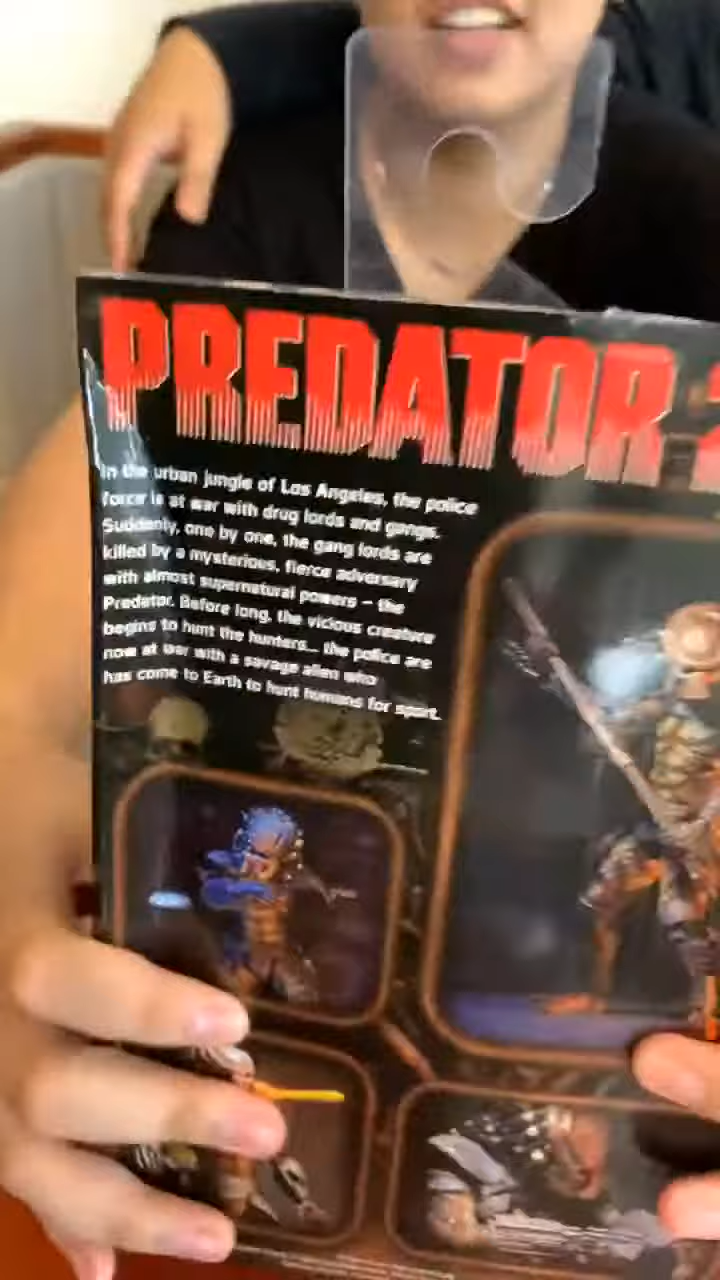 PREDATOR 2
In the urban jungle of Los Angeles, the police
force is at war with drug lords and gangs.
Suddenly, one by one, the gang lords are
killed by a mysterious, fierce adversary
with almost supernatural powers – the
Predator. Before long, the vicious creature
begins to hunt the hunters... the police are
now at war with a savage alien who
has come to Earth to hunt humans for sport.